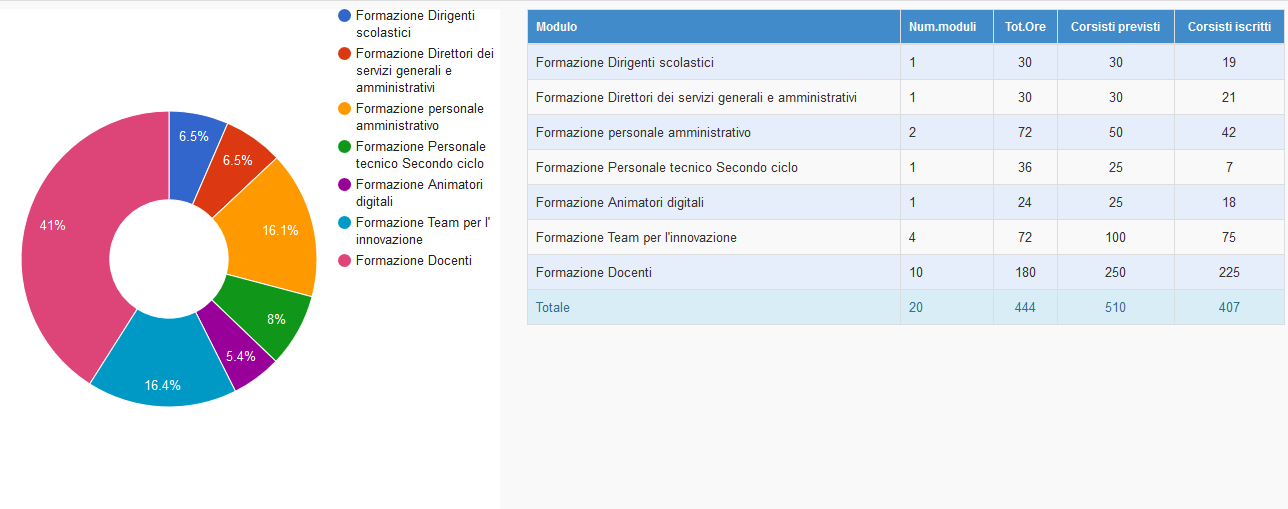 Formazione Dirigenti
scolastici
Formazione Direttori dei
servizi generali e
amministrativi
Formazione personale
amministrativo
Formazione Personale
tecnico Secondo ciclo
Formazione Animatori
digitali
Formazione Team per l'
innovazione
Formazione Docenti
6.5%
6.5%
16.1%
8%
5.4%
16.4%
41%
Modulo Num.moduli Tot.Ore Corsisti previsti Corsisti iscritti
Formazione Dirigenti scolastici 1 30 30 19
Formazione Direttori dei servizi generali e amministrativi 1 30 30 21
Formazione personale amministrativo 2 72 50 42
Formazione Personale tecnico Secondo ciclo 1 36 25 7
Formazione Animatori digitali 1 24 25 18
Formazione Team per l'innovazione 4 72 100 75
Formazione Docenti 10 180 250 225
Totale 20 444 510 407